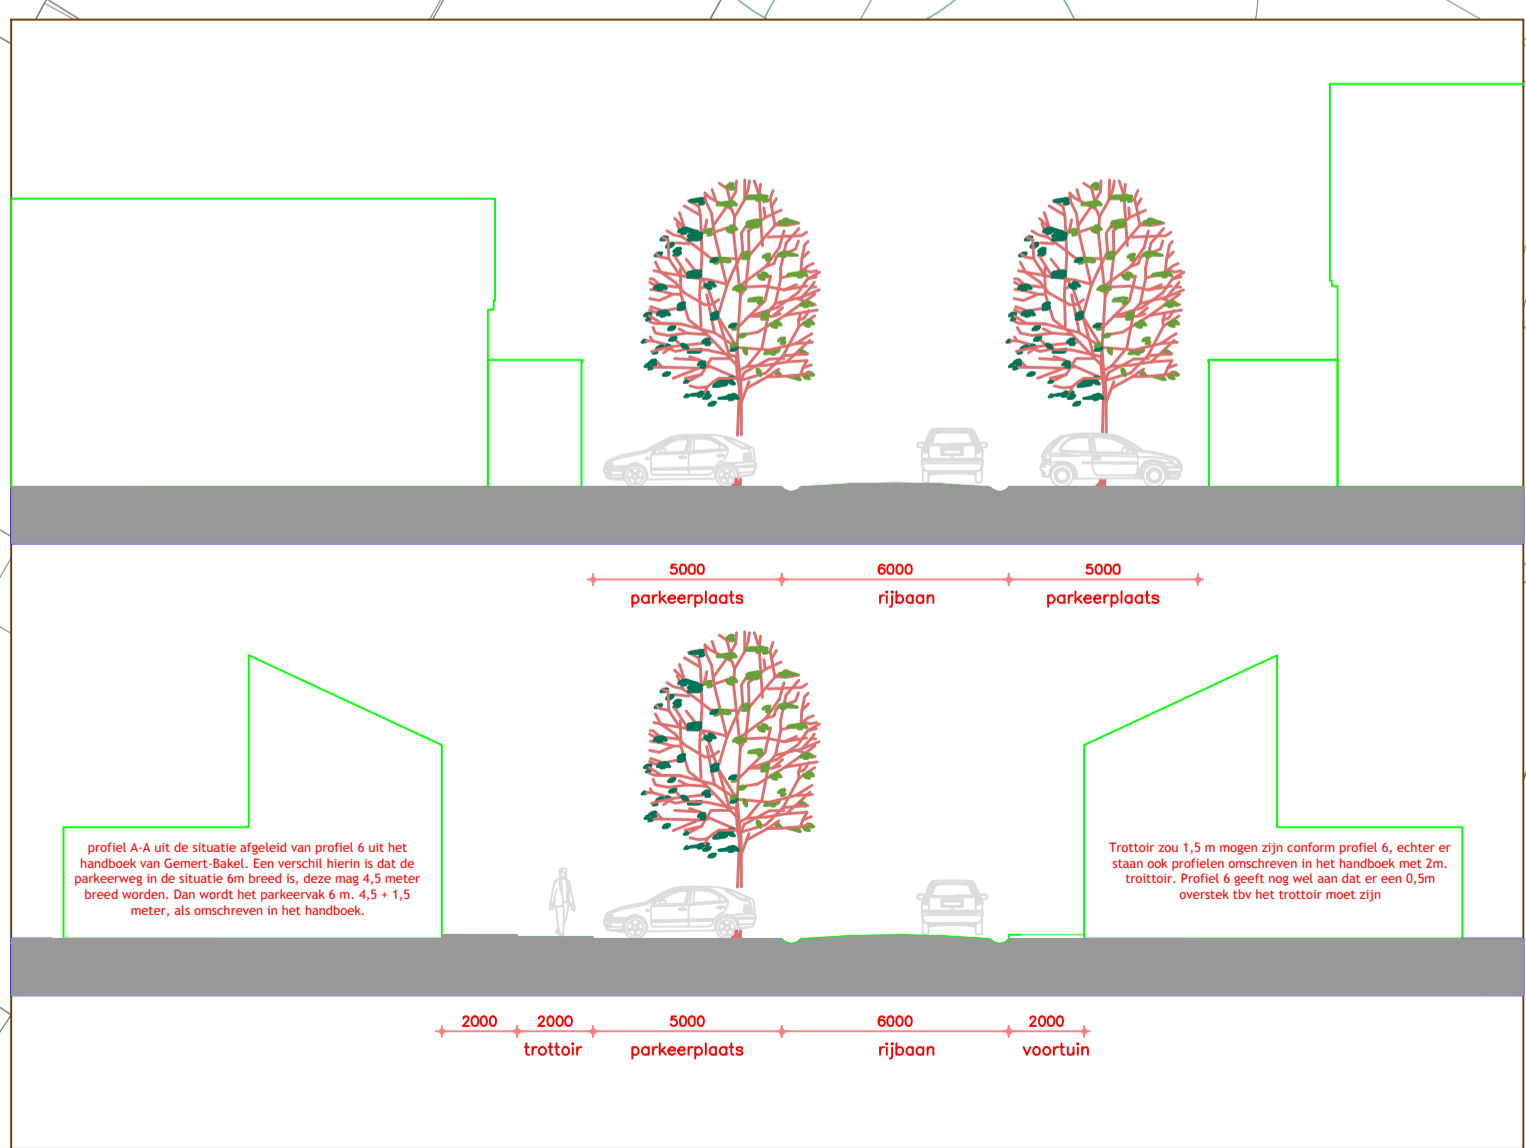 5000 6000 5000
parkeerplaats rijbaan parkeerplaats
profiel A-A uit de situatie afgeleid van profiel 6 uit het
handboek van Gemert-Bakel. Een verschil hierin is dat de
parkeerweg in de situatie 6m breed is, deze mag 4,5 meter
breed worden. Dan wordt het parkeervak 6 m. 4,5 + 1,5
meter, als omschreven in het handboek.
Trottoir zou 1,5 m mogen zijn conform profiel 6, echter er
staan ook profielen omschreven in het handboek met 2m.
troittoir. Profiel 6 geeft nog wel aan dat er een 0,5m
overstek tbv het trottoir moet zijn
2000 2000 5000 6000 2000
trottoir parkeerplaats rijbaan voortuin